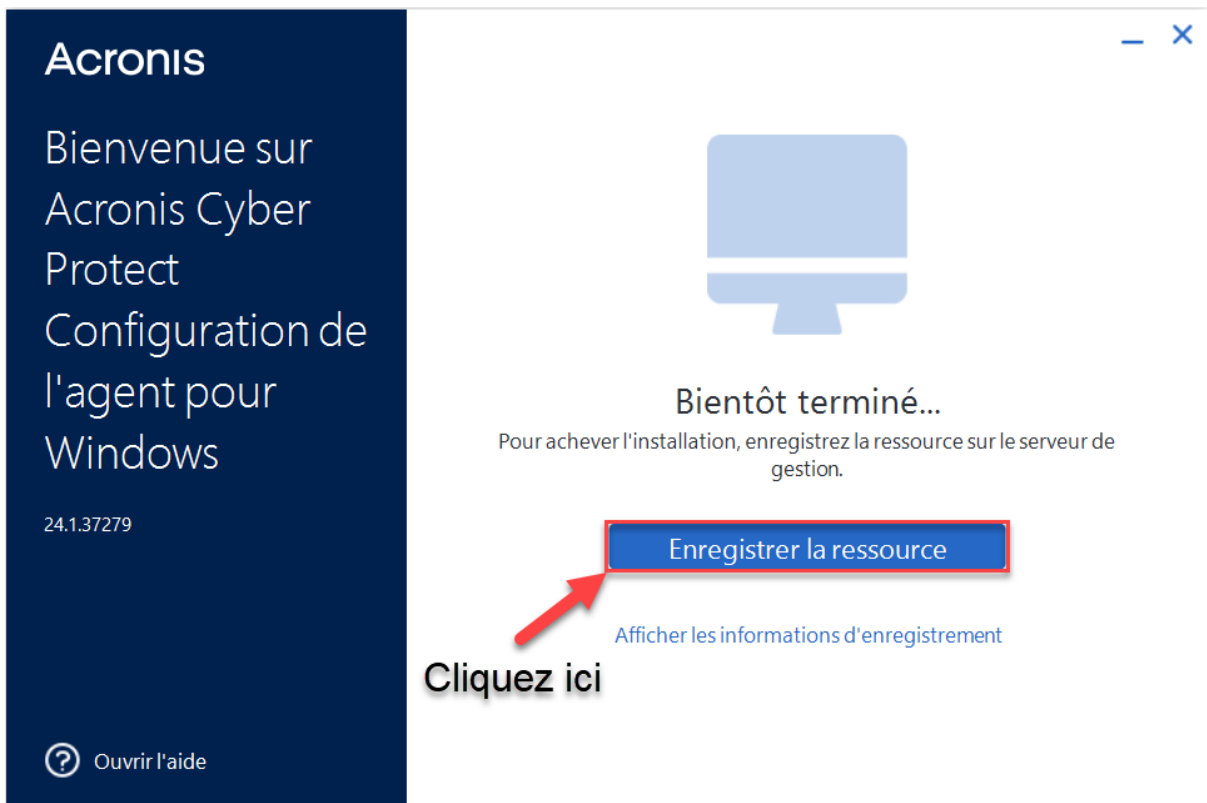 Acronis
Bienvenue sur
Acronis Cyber
Protect
Configuration de
l'agent pour
Windows
24.1.37279
Ouvrir l'aide
Bientôt terminé...
Pour achever l'installation, enregistrez la ressource sur le serveur de
gestion.
Enregistrer la ressource
Afficher les informations d'enregistrement
Cliquez ici